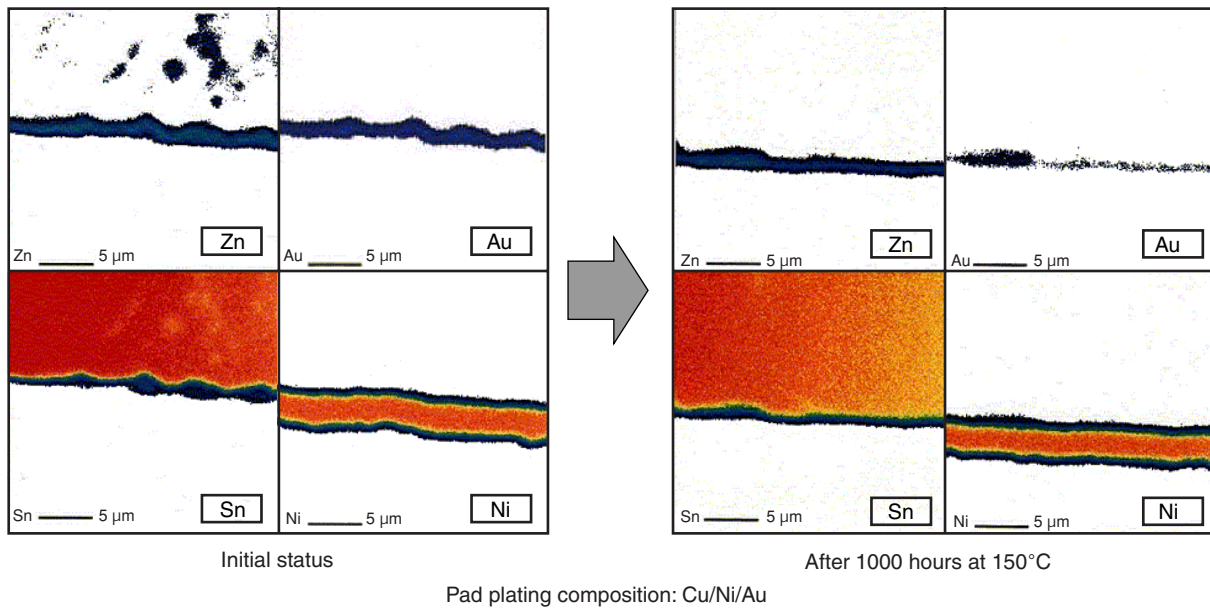 Zn 5 µm Zn
Au 5 µm Au
Sn 5 µm Sn
Ni 5 µm Ni
Initial status
Zn 5 µm Zn
Au 5 µm Au
Sn 5 µm Sn
Ni 5 µm Ni
After 1000 hours at 150°C
Pad plating composition: Cu/Ni/Au